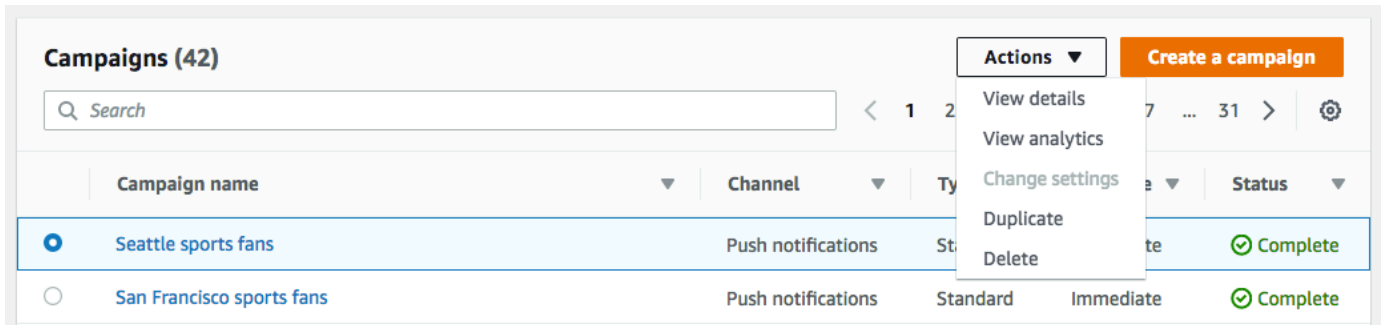 Campaigns (42)
Actions
Create a campaign
Search
1 2 7 ... 31
View details
View analytics
Change settings
Duplicate
Delete
Campaign name Channel Status
Seattle sports fans Push notifications Complete
San Francisco sports fans Push notifications Standard Immediate Complete